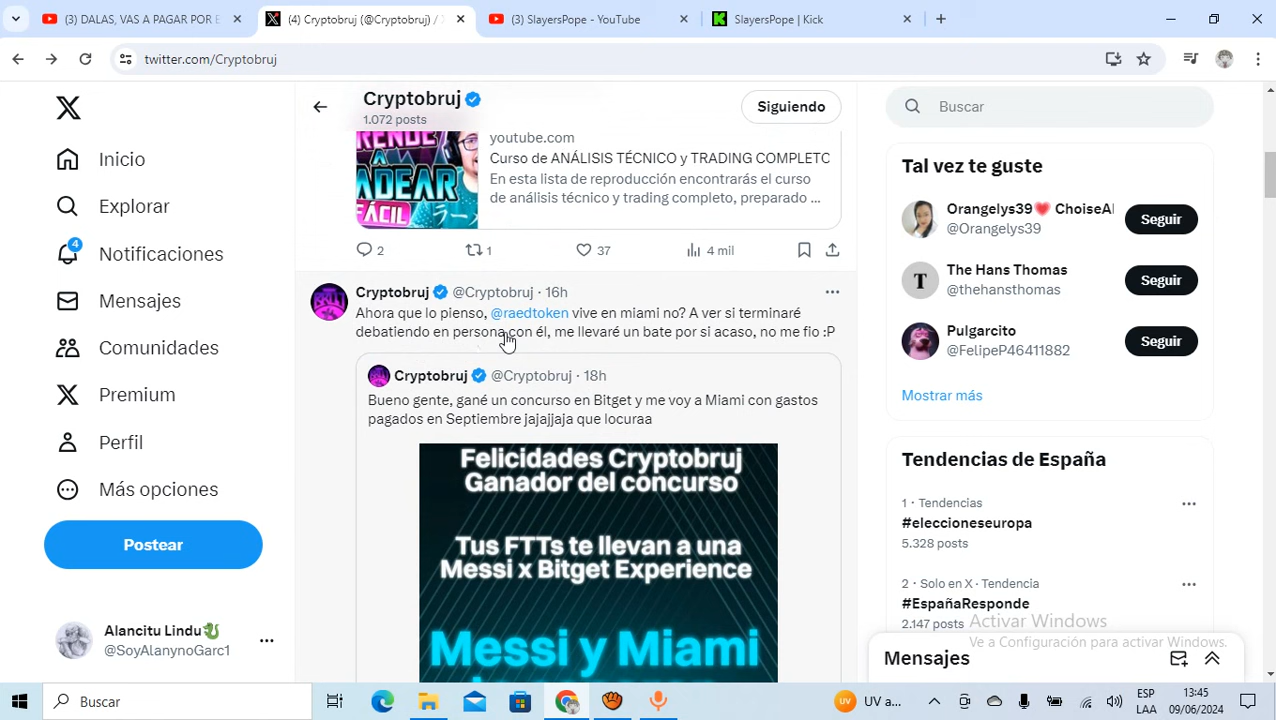 (3) DALAS, VAS A PAGAR POR E
(4) Cryptobruj (@Cryptobruj) /
(3) SlayersPope - YouTube
SlayersPope | Kick
twitter.com/Cryptobruj
Cryptobruj
1.072 posts
Siguiendo
Buscar
Inicio
Explorar
4
Notificaciones
Mensajes
Comunidades
Premium
Perfil
Más opciones
Postear
Alancitu Lindu
@SoyAlanynoGarc1
RENDE
A
ADEAR
FÁCIL
youtube.com
Curso de ANÁLISIS TÉCNICO y TRADING COMPLETO
En esta lista de reproducción encontrarás el curso
de análisis técnico y trading completo, preparado ...
2 1 37 4 mil
Cryptobruj @Cryptobruj · 16h
Ahora que lo pienso, @raedtoken vive en miami no? A ver si terminaré
debatiendo en persona con él, me llevaré un bate por si acaso, no me fio :P
Cryptobruj @Cryptobruj · 18h
Bueno gente, gané un concurso en Bitget y me voy a Miami con gastos
pagados en Septiembre jajajjaja que locuraa
Felicidades Cryptobruj
Ganador del concurso
Tus FTTs te llevan a una
Messi x Bitget Experience
Messi y Miami
Tal vez te guste
Orangelys39 ChoiseAI
@Orangelys39
Seguir
The Hans Thomas
@thehansthomas
Seguir
Pulgarcito
@FelipeP46411882
Seguir
Mostrar más
Tendencias de España
1 · Tendencias
#eleccioneseuropa
5.328 posts
2 · Solo en X · Tendencia
#EspañaResponde
2.147 posts
Activar Windows
Ve a Configuración para activar Windows.
Mensajes
Buscar
UV
UV a...
ESP
LAA
13:45
09/06/2024